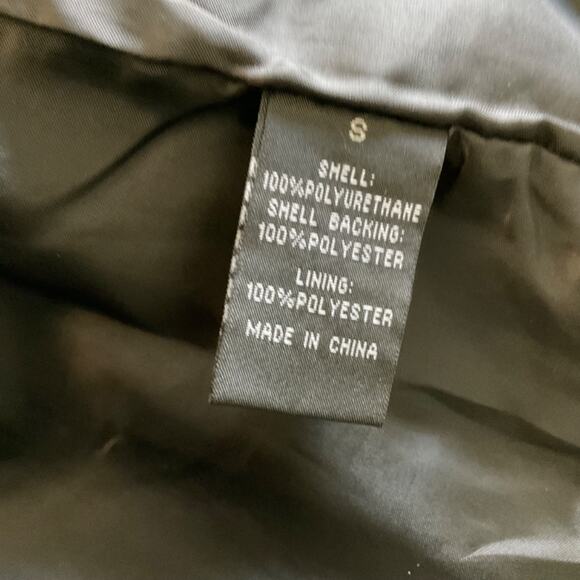 S
SHELL:
100%POLYURETHANE
SHELL BACKING:
100%POLYESTER
LINING:
100%POLYESTER
MADE IN CHINA